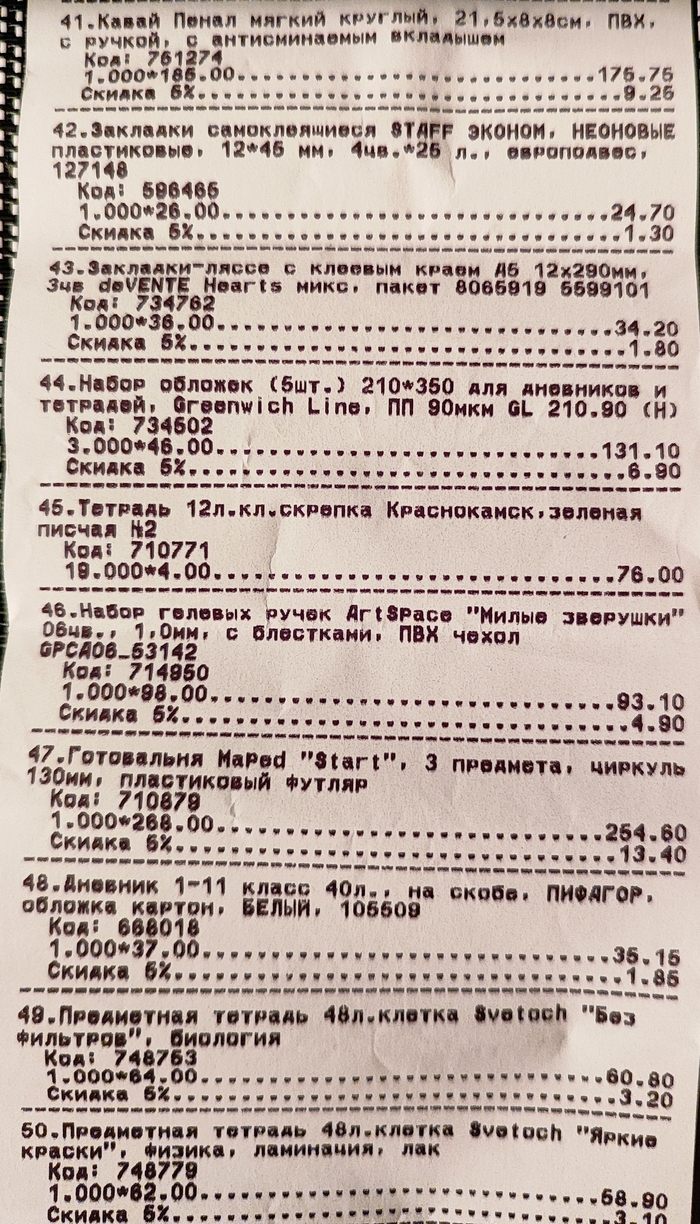 41.Кавай Пенал мягкий круглый, 21,5х8х8см, ПВХ,
с ручкой, с антисминаемым вкладышем
Код: 751274
1.000*185.00..............................175.75
Скидка 5%..............................9.25
42.Закладки самоклеящиеся STAFF ЭКОНОМ, НЕОНОВЫЕ
пластиковые, 12*45 мм, 4цв.*25 л., европодвес,
127148
Код: 596465
1.000*26.00..............................24.70
Скидка 5%..............................1.30
43.Закладки-ляссе с клеевым краем А5 12х290мм,
3цв deVENTE Hearts микс, пакет 8065919 5599101
Код: 734762
1.000*36.00..............................34.20
Скидка 5%..............................1.80
44.Набор обложек (5шт.) 210*350 для дневников и
тетрадей, Greenwich Line, ПП 90мкм GL 210.90 (Н)
Код: 734502
3.000*46.00..............................131.10
Скидка 5%..............................6.90
45.Тетрадь 12л.кл.скрепка Краснокамск,зеленая
писчая №2
Код: 710771
19.000*4.00..............................76.00
46.Набор гелевых ручек ArtSpace "Милые зверушки"
06цв., 1,0мм, с блестками, ПВХ чехол
GPCA06_53142
Код: 714950
1.000*98.00..............................93.10
Скидка 5%..............................4.90
47.Готовальня Maped "Start", 3 предмета, циркуль
130мм, пластиковый футляр
Код: 710879
1.000*268.00..............................254.60
Скидка 5%..............................13.40
48.Дневник 1-11 класс 40л., на скобе, ПИФАГОР,
обложка картон, БЕЛЫЙ, 105509
Код: 668018
1.000*37.00..............................35.15
Скидка 5%..............................1.85
49.Предметная тетрадь 48л.клетка Svetoch "Без
фильтров", биология
Код: 748753
1.000*64.00..............................60.80
Скидка 5%..............................3.20
50.Предметная тетрадь 48л.клетка Svetoch "Яркие
краски", физика, ламинация, лак
Код: 748779
1.000*62.00..............................58.90
Скидка 5%..............................3.10